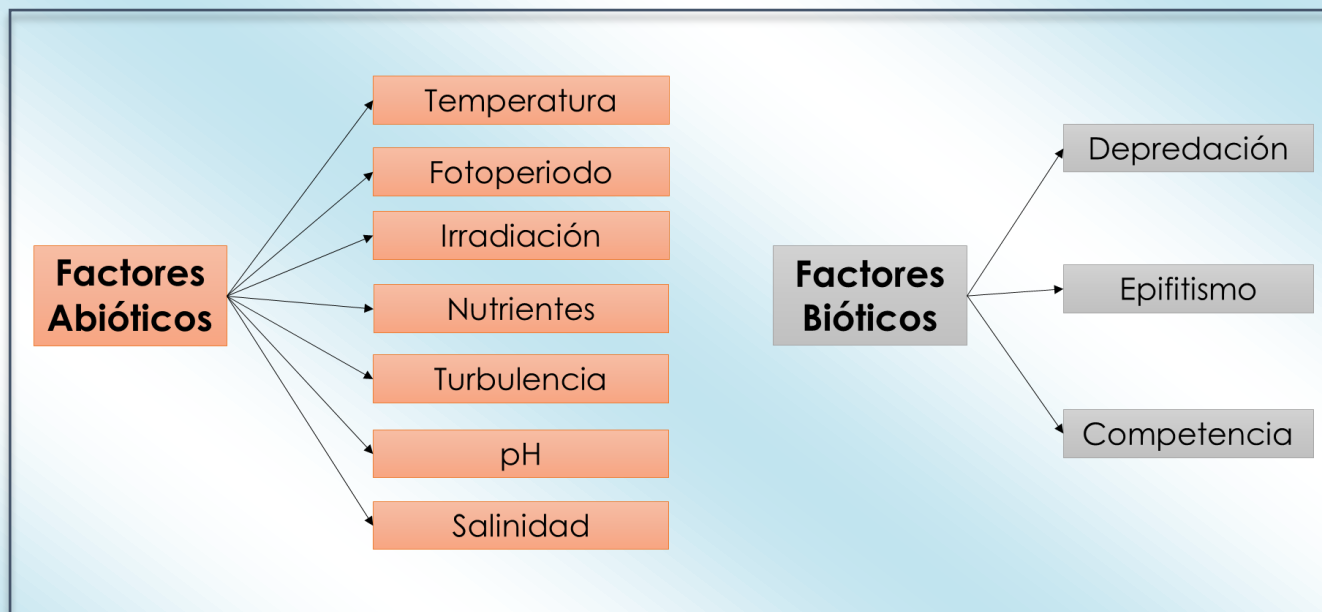 Factores
Abióticos
Temperatura
Fotoperiodo
Irradiación
Nutrientes
Turbulencia
pH
Salinidad
Factores
Bióticos
Depredación
Epifitismo
Competencia